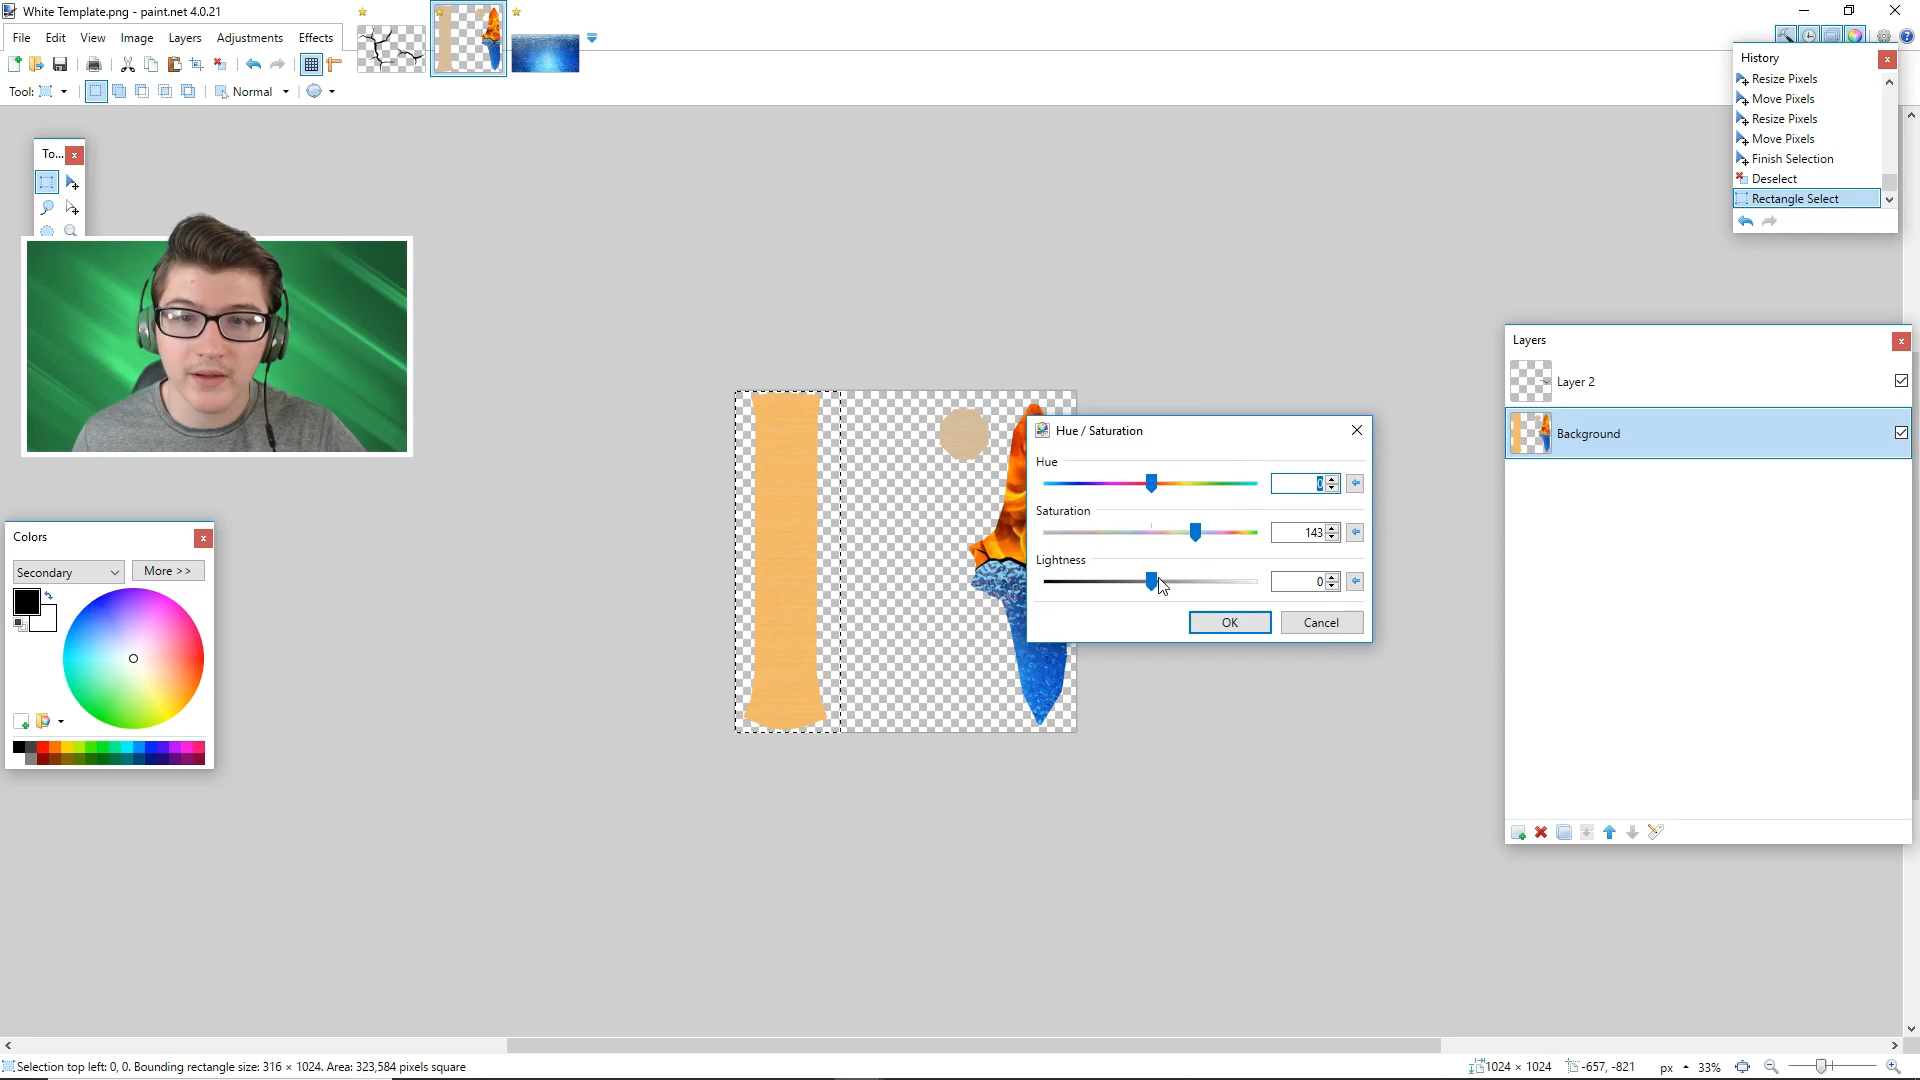 White Template.png - paint.net 4.0.21
File Edit View Image Layers Adjustments Effects
Tool: Normal
To...
History
Resize Pixels
Move Pixels
Resize Pixels
Move Pixels
Finish Selection
Deselect
Rectangle Select
Hue / Saturation
Hue
0
Saturation
143
Lightness
0
OK Cancel
Layers
Layer 2
Background
Colors
Secondary More >>
Selection top left: 0, 0. Bounding rectangle size: 316 × 1024. Area: 323,584 pixels square
1024 × 1024 -657, -821 px 33%